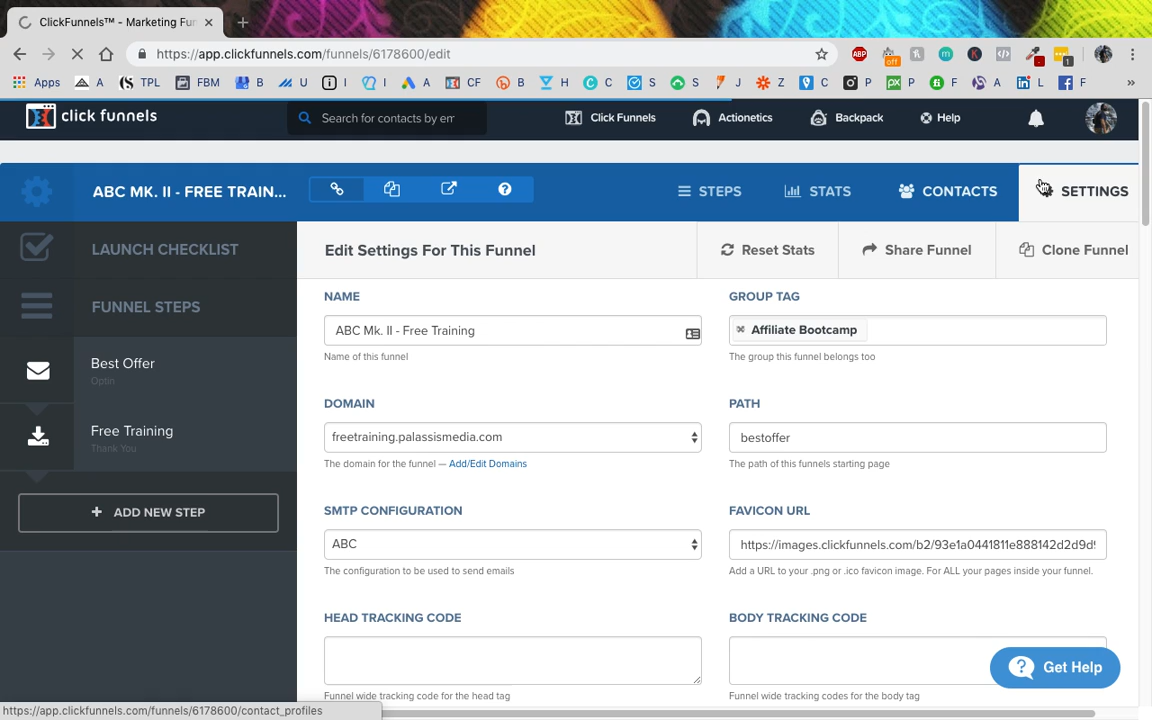 ClickFunnels™ - Marketing Fun
https://app.clickfunnels.com/funnels/6178600/edit
ABP
off
1
Apps A TPL FBM B U I I A CF B H C S S J Z C P P F A L F »
click funnels
Search for contacts by em
Click Funnels
Actionetics
Backpack
Help
ABC MK. II - FREE TRAIN...
STEPS
STATS
CONTACTS
SETTINGS
LAUNCH CHECKLIST
FUNNEL STEPS
Best Offer
Optin
Free Training
Thank You
+ ADD NEW STEP
Edit Settings For This Funnel
Reset Stats
Share Funnel
Clone Funnel
NAME
ABC Mk. II - Free Training
Name of this funnel
GROUP TAG
Affiliate Bootcamp
The group this funnel belongs too
DOMAIN
freetraining.palassismedia.com
The domain for the funnel — Add/Edit Domains
PATH
bestoffer
The path of this funnels starting page
SMTP CONFIGURATION
ABC
The configuration to be used to send emails
FAVICON URL
https://images.clickfunnels.com/b2/93e1a0441811e888142d2d9d9
Add a URL to your .png or .ico favicon image. For ALL your pages inside your funnel.
HEAD TRACKING CODE
Funnel wide tracking code for the head tag
BODY TRACKING CODE
Funnel wide tracking codes for the body tag
Get Help
https://app.clickfunnels.com/funnels/6178600/contact_profiles